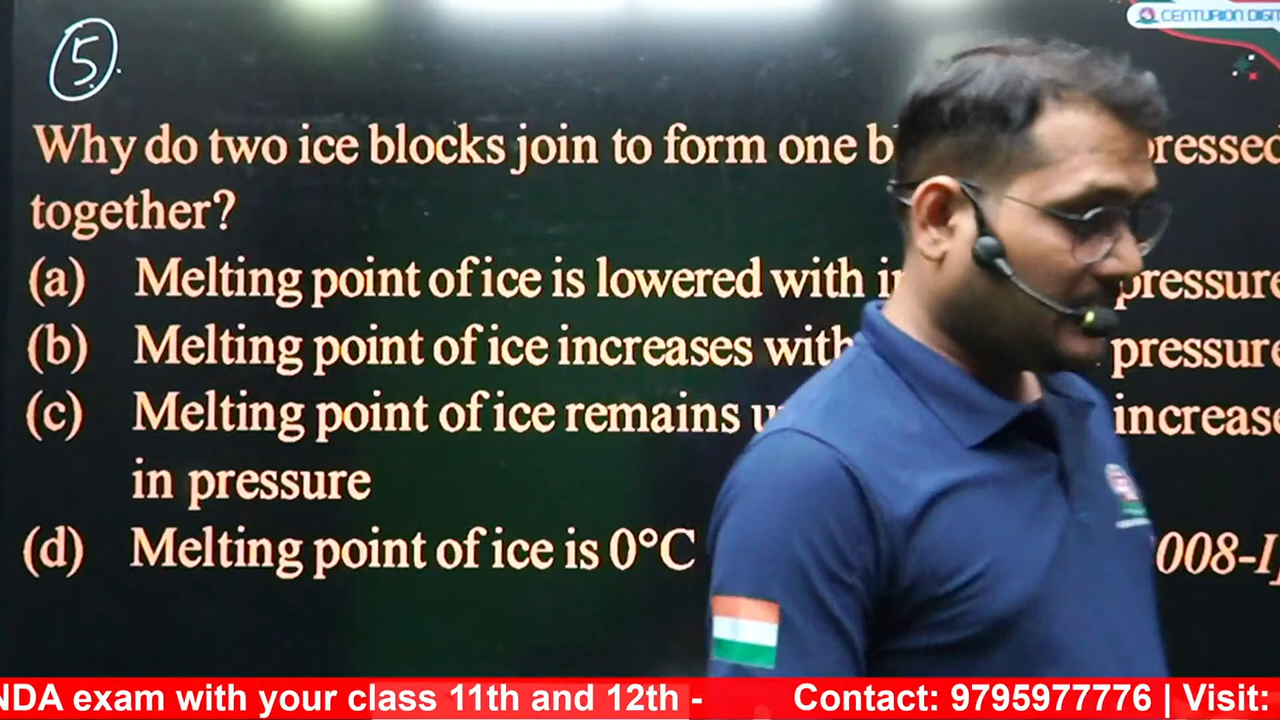 CENTURION
5.
Why do two ice blocks join to form one
together?
(a) Melting point of ice is lowered with pressure
(b) Melting point of ice increases with pressure
(c) Melting point of ice remains increase
in pressure
(d) Melting point of ice is 0°C 008-I
NDA exam with your class 11th and 12th - Contact: 9795977776 | Visit: